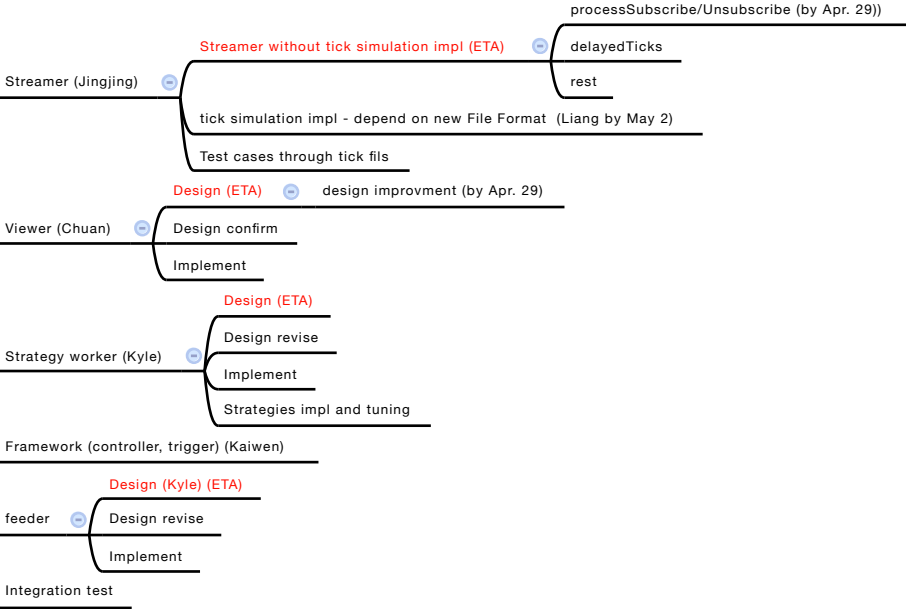 processSubscribe/Unsubscribe (by Apr. 29))
Streamer without tick simulation impl (ETA)
delayedTicks
Streamer (Jingjing)
rest
tick simulation impl - depend on new File Format  (Liang by May 2)
Test cases through tick fils
Design (ETA)
design improvment (by Apr. 29)
Viewer (Chuan)
Design confirm
Implement
Design (ETA)
Design revise
Strategy worker (Kyle)
Implement
Strategies impl and tuning
Framework (controller, trigger) (Kaiwen)
Design (Kyle) (ETA)
feeder
Design revise
Implement
Integration test